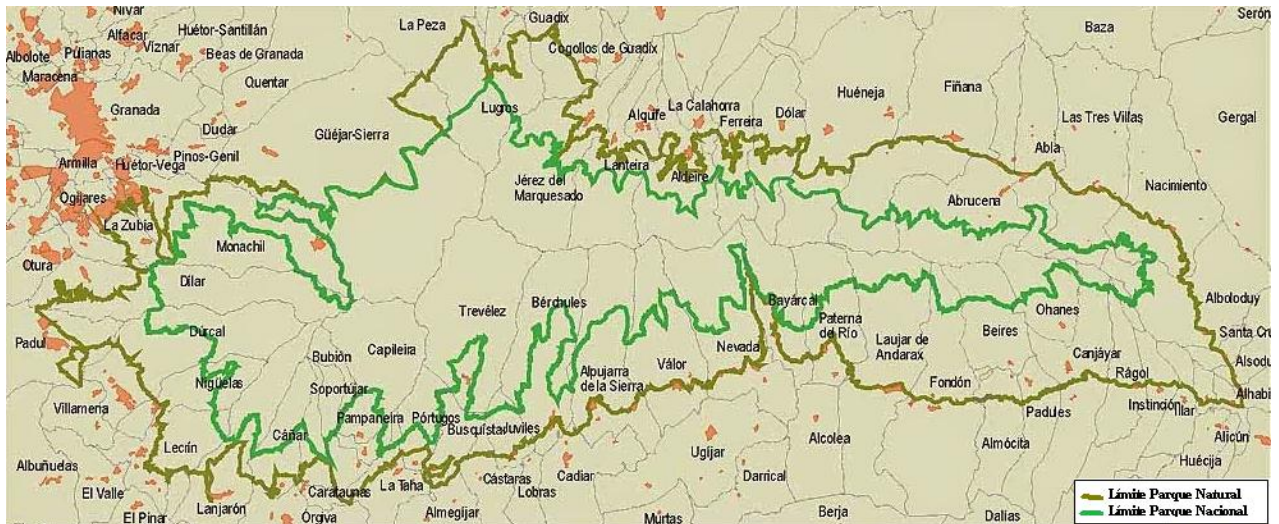 Nívar
Alfacar
Huétor-Santillán
La Peza
Guadix
Baza
Serón
Albolote
Pulianas
Víznar
Beas de Granada
Cogollos de Guadix
Maracena
Quentar
Huéneja
Fiñana
Granada
Lugros
La Calahorra
Alquife
Ferreira
Dólar
Las Tres Villas
Gergal
Dudar
Güéjar-Sierra
Armilla
Huétor-Vega
Pinos-Genil
Abla
Lanteira
Aldeire
Jérez del
Marquesado
Nacimiento
Ogíjares
La Zubia
Abrucena
Monachil
Otura
Dílar
Bayárcal
Alboloduy
Trevélez
Bérchules
Ohanes
Padul
Dúrcal
Paterna
del Río
Laujar de
Andarax
Beires
Santa Cru
Bubión
Capileira
Nevada
Válor
Canjáyar
Alsodu
Nigüelas
Soportújar
Alpujarra
de la Sierra
Rágol
Fondón
Alhabi
Villamena
Pampaneira
Pórtugos
Busquístar
Juviles
Padules
Instinción
Illar
Lecrín
Cáñar
Alcolea
Almócita
Alicún
Albuñuelas
Ugíjar
Huécija
La Taha
Cástaras
Cadiar
Darrical
El Valle
Carataunas
Lobras
Lanjarón
El Pinar
Órgiva
Almegíjar
Murtas
Berja
Dalías
Límite Parque Natural
Límite Parque Nacional